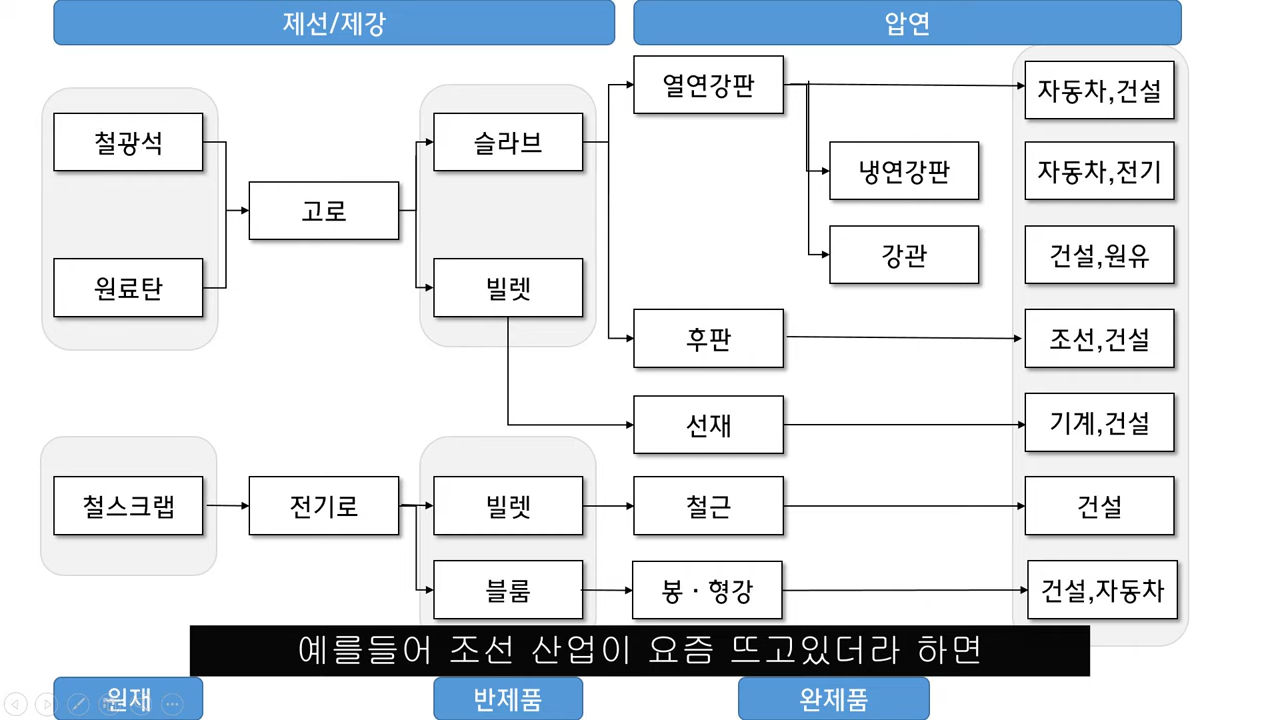 제선/제강
압연
열연강판
자동차,건설
철광석
슬라브
냉연강판
자동차,전기
고로
강관
건설,원유
원료탄
빌렛
후판
조선,건설
선재
기계,건설
철스크랩
전기로
빌렛
철근
건설
블룸
봉·형강
건설,자동차
예를들어 조선 산업이 요즘 뜨고있더라 하면
원재
반제품
완제품